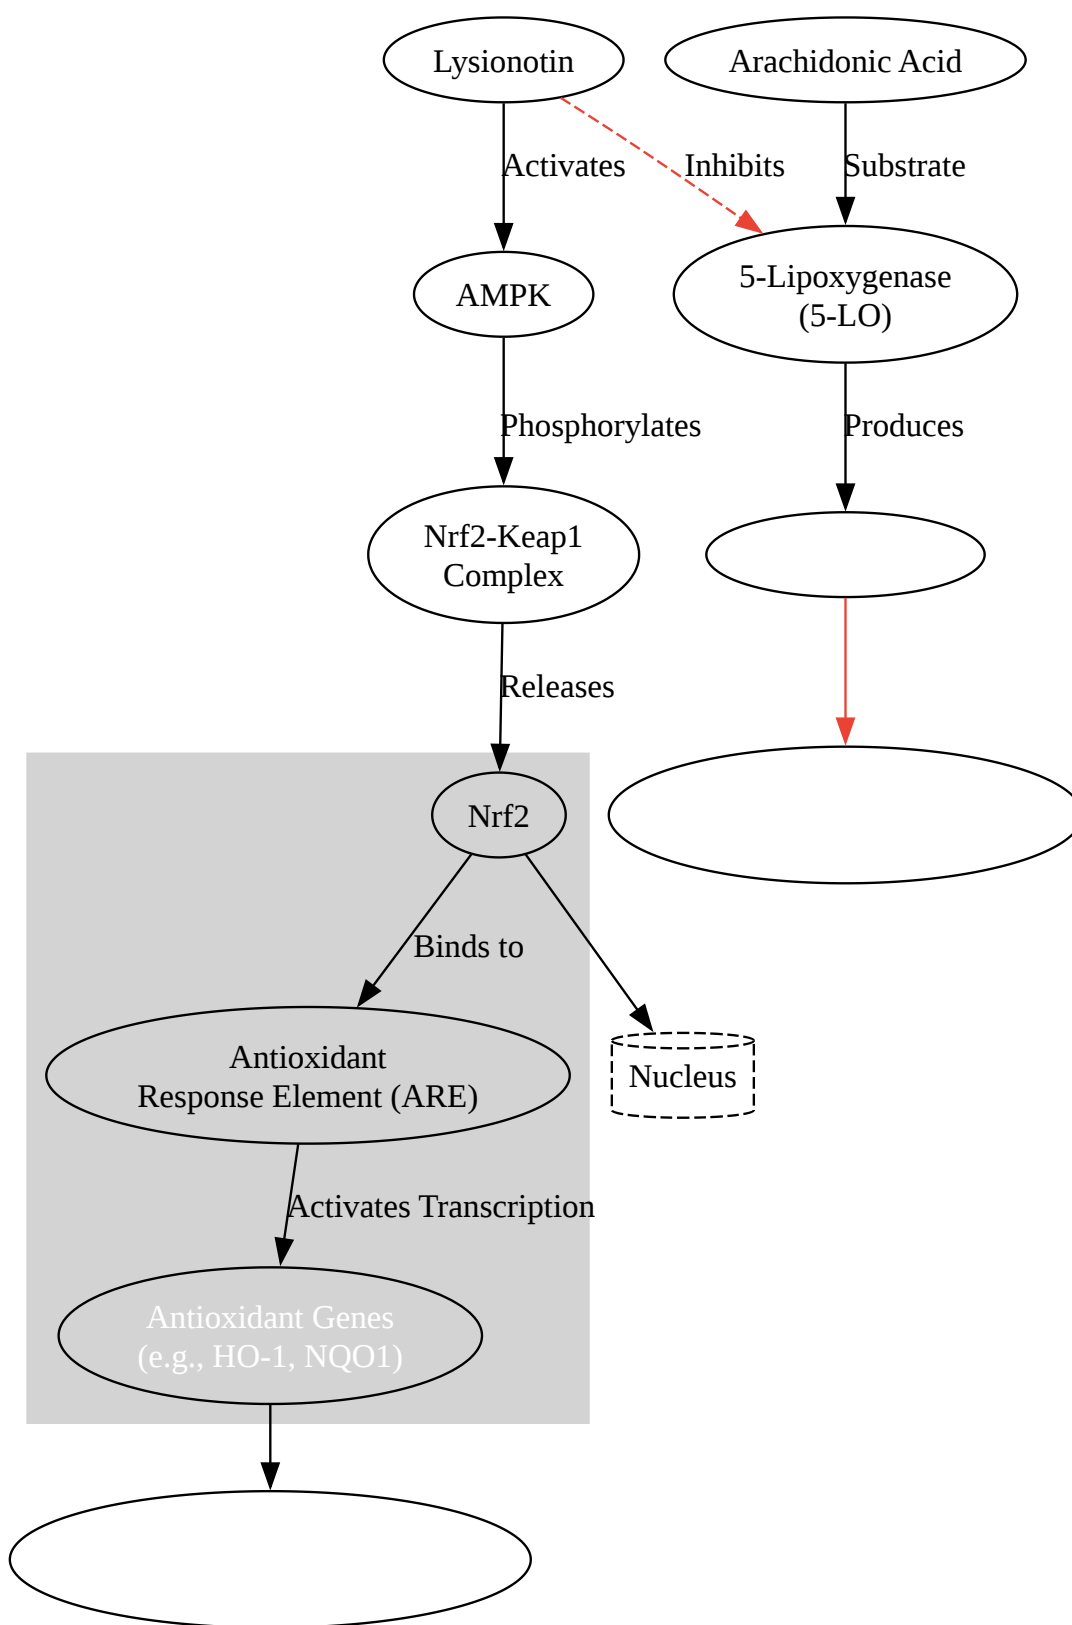 Lysionotin
Arachidonic Acid
Activates
Inhibits
Substrate
AMPK
5-Lipoxygenase
(5-LO)
Phosphorylates
Produces
Nrf2-Keap1
Complex
Releases
Nrf2
Binds to
Antioxidant
Response Element (ARE)
Nucleus
Activates Transcription
Antioxidant Genes
(e.g., HO-1, NQO1)